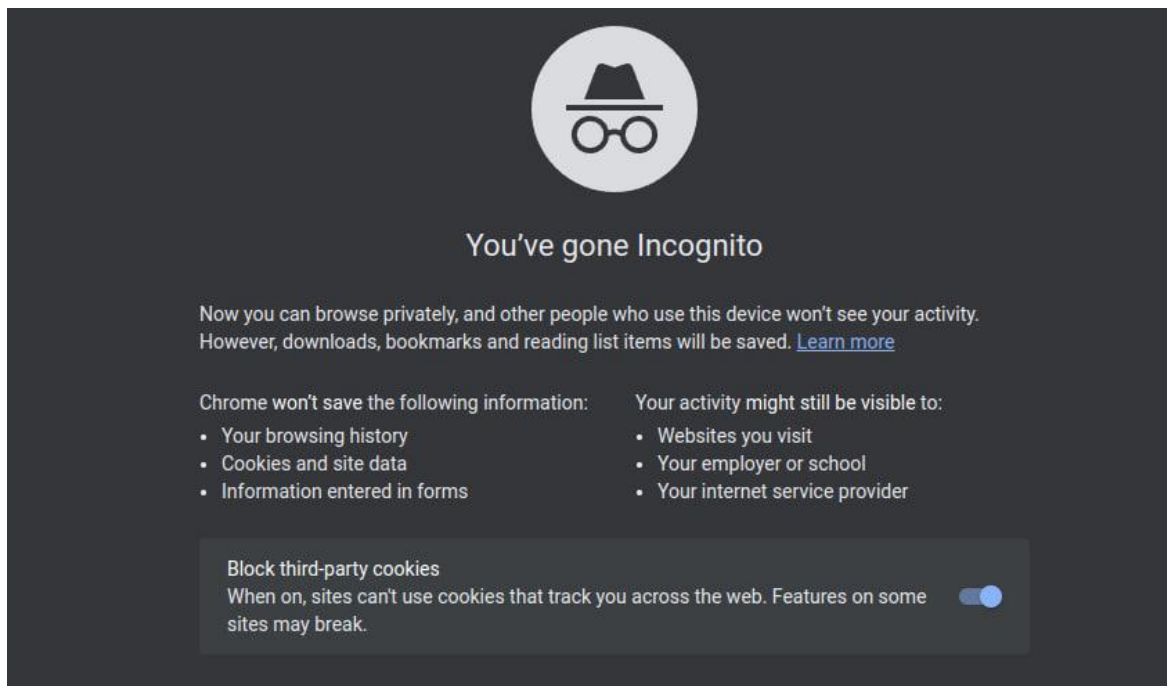 You’ve gone Incognito
Now you can browse privately, and other people who use this device won’t see your activity.
However, downloads, bookmarks and reading list items will be saved. Learn more
Chrome won’t save the following information:
• Your browsing history
• Cookies and site data
• Information entered in forms
Your activity might still be visible to:
• Websites you visit
• Your employer or school
• Your internet service provider
Block third-party cookies
When on, sites can't use cookies that track you across the web. Features on some
sites may break.